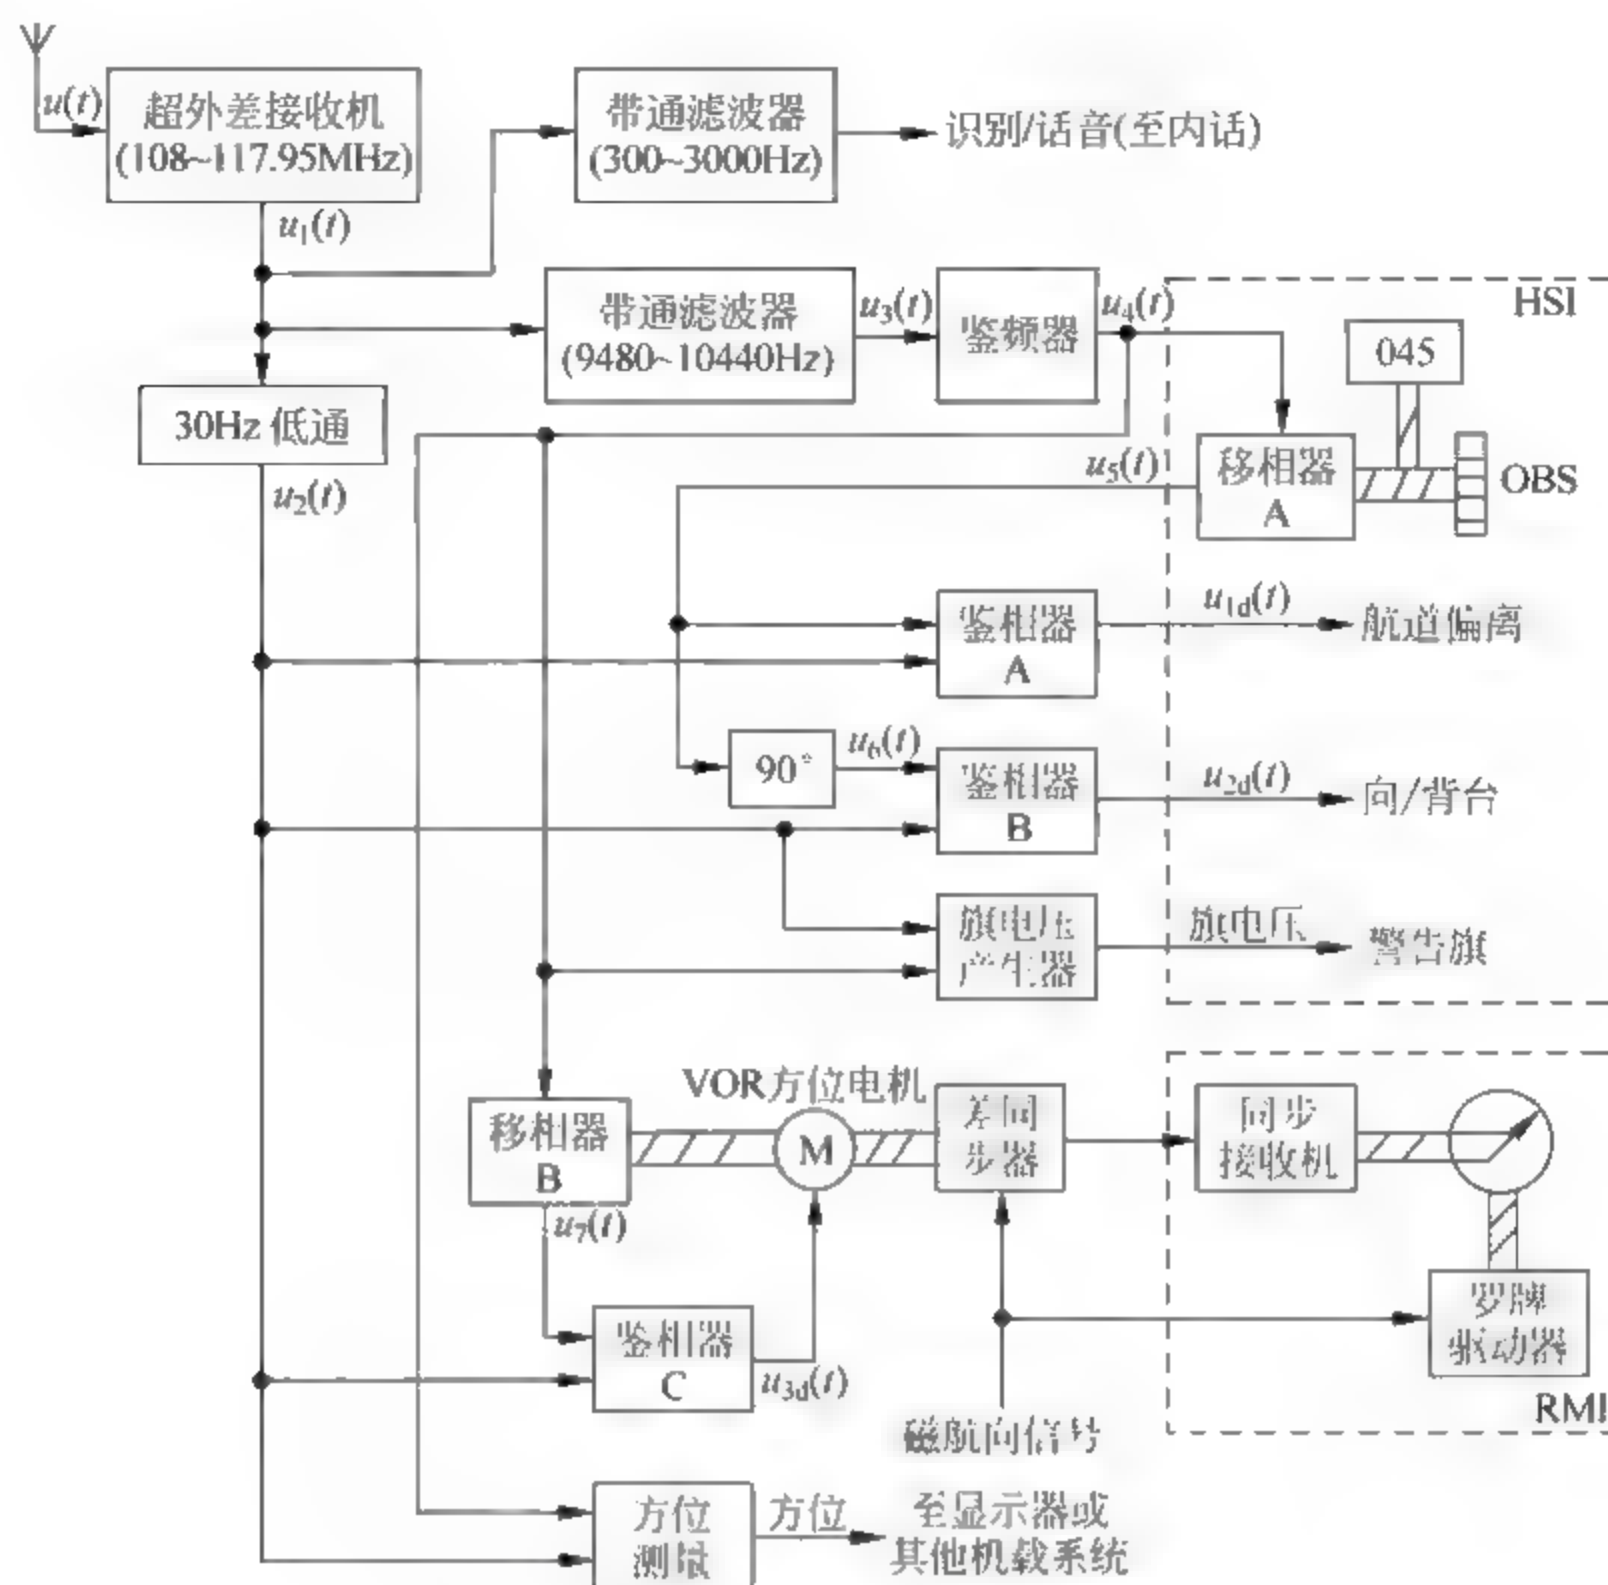 u(t)
超外差接收机
(108~117.95MHz)
带通滤波器
(300~3000Hz)
识别/话音(至内话)
u₁(t)
带通滤波器
(9480~10440Hz)
u₃(t)
鉴频器
u₄(t)
HSI
045
30Hz 低通
u₂(t)
u₅(t)
移相器
A
OBS
鉴相器
A
u₁d(t)
航道偏离
90°
u₆(t)
鉴相器
B
u₂d(t)
向/背台
旗电压
产生器
旗电压
警告旗
VOR方位电机
移相器
B
M
差同
步器
同步
接收机
u₇(t)
鉴相器
C
u₃d(t)
罗牌
驱动器
RMI
磁航向信号
方位
测量
方位
至显示器或
其他机载系统